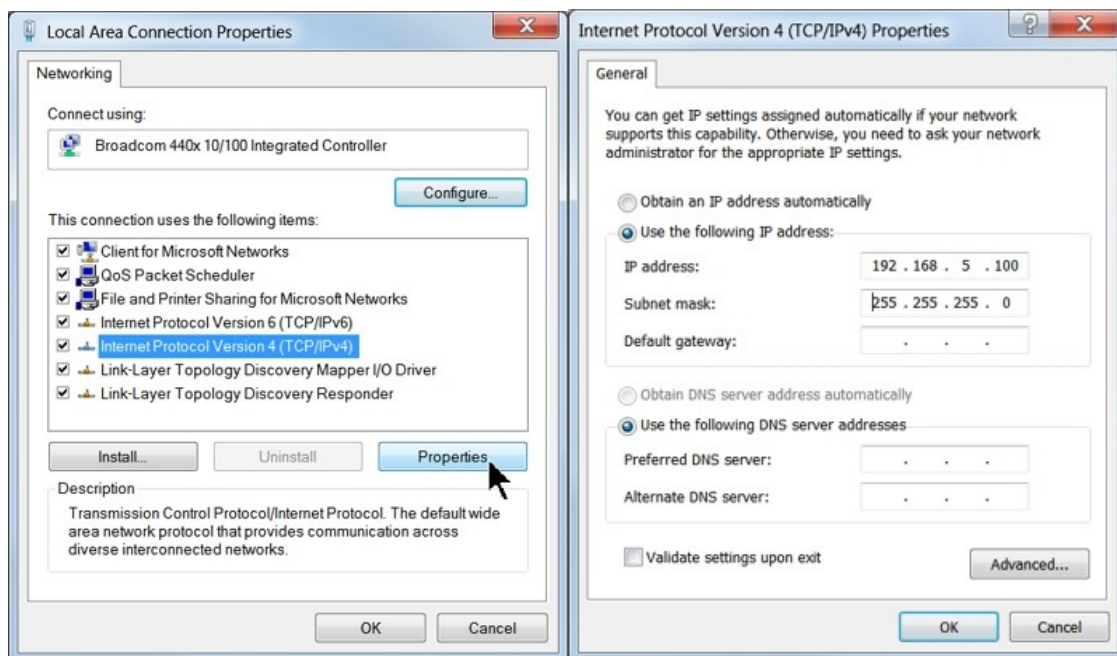 Local Area Connection Properties
Networking
Connect using:
Broadcom 440x 10/100 Integrated Controller
Configure...
This connection uses the following items:
Client for Microsoft Networks
QoS Packet Scheduler
File and Printer Sharing for Microsoft Networks
Internet Protocol Version 6 (TCP/IPv6)
Internet Protocol Version 4 (TCP/IPv4)
Link-Layer Topology Discovery Mapper I/O Driver
Link-Layer Topology Discovery Responder
Install...
Uninstall
Properties
Description
Transmission Control Protocol/Internet Protocol. The default wide
area network protocol that provides communication across
diverse interconnected networks.
OK
Cancel
Internet Protocol Version 4 (TCP/IPv4) Properties
General
You can get IP settings assigned automatically if your network
supports this capability. Otherwise, you need to ask your network
administrator for the appropriate IP settings.
Obtain an IP address automatically
Use the following IP address:
IP address: 192 . 168 . 5 . 100
Subnet mask: 255 . 255 . 255 . 0
Default gateway: . . .
Obtain DNS server address automatically
Use the following DNS server addresses
Preferred DNS server: . . .
Alternate DNS server: . . .
Validate settings upon exit
Advanced...
OK
Cancel